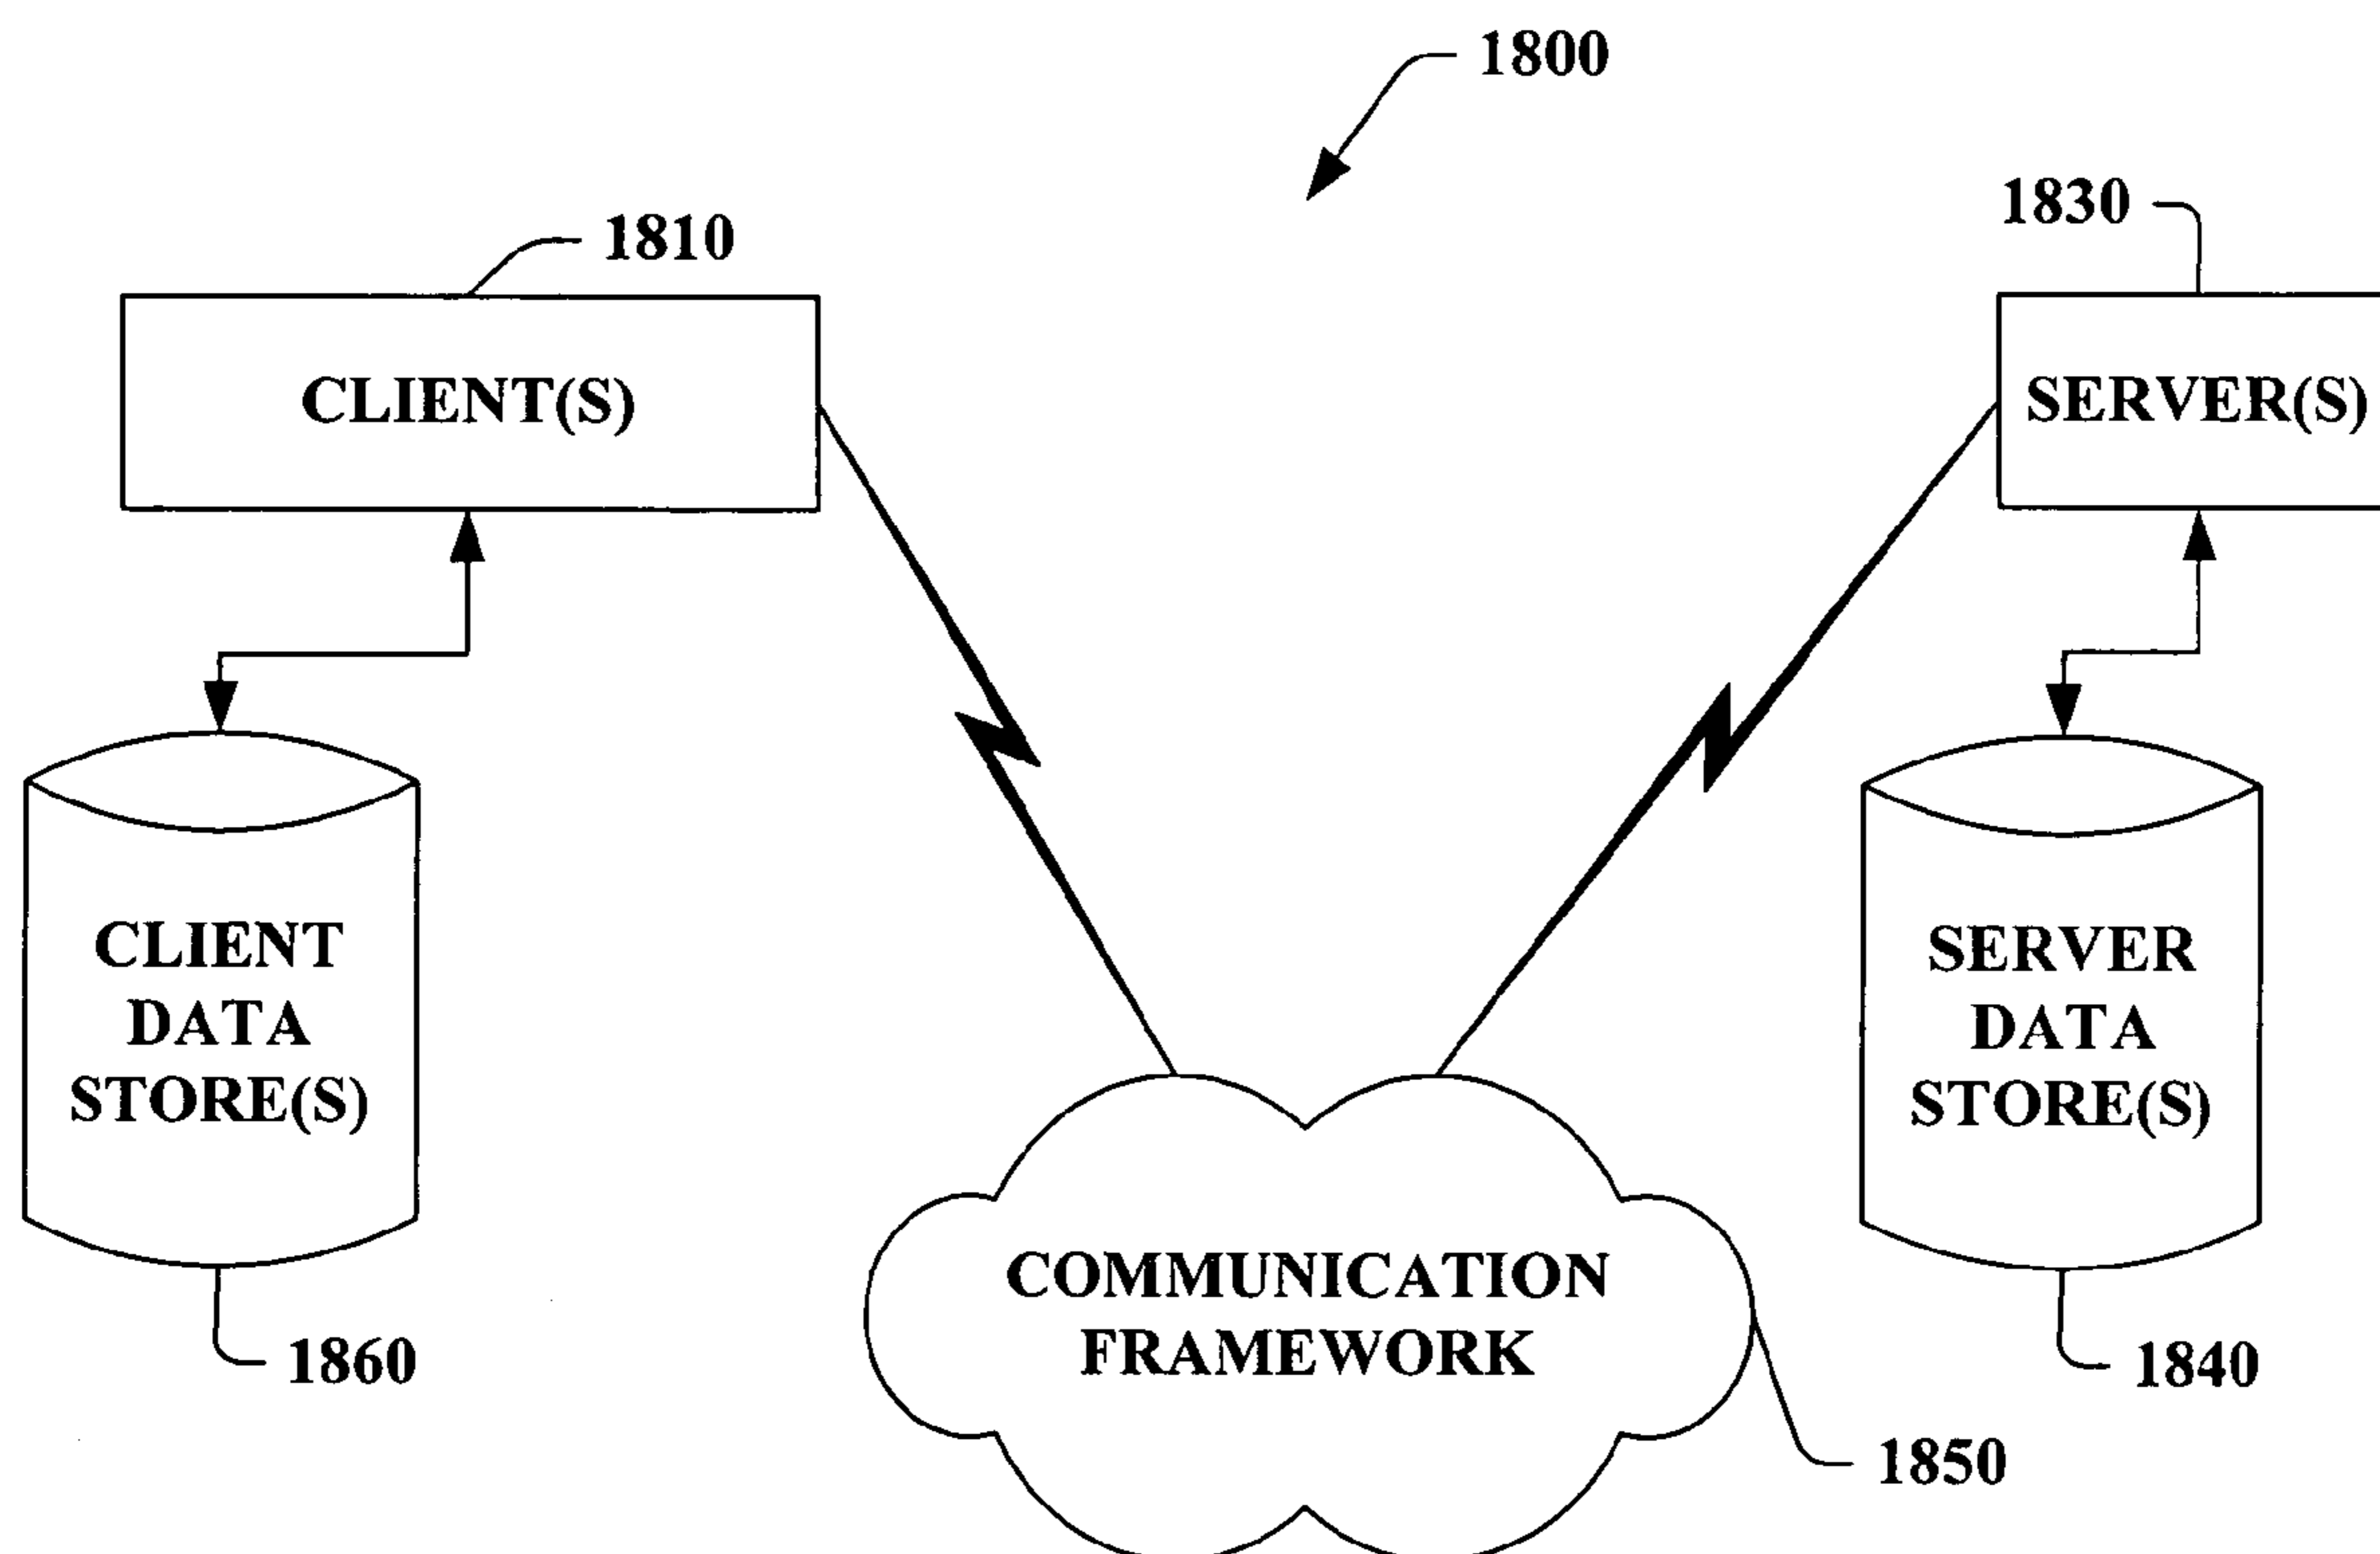 1800
1810
1830
CLIENT(S)
SERVER(S)
CLIENT
DATA
STORE(S)
SERVER
DATA
STORE(S)
COMMUNICATION
FRAMEWORK
1860
1840
1850